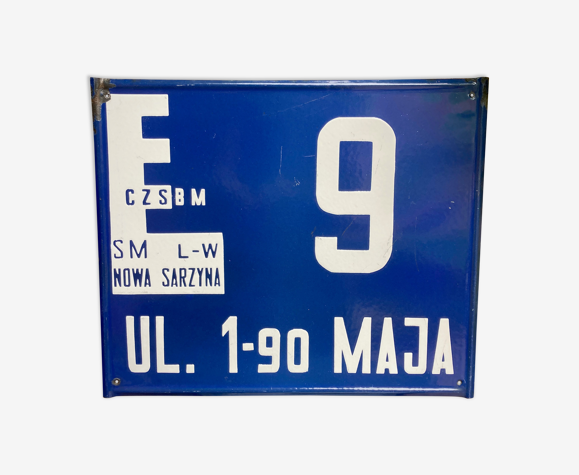 E 9
CZSBM
SM L-W
NOWA SARZYNA
UL. 1-90 MAJA